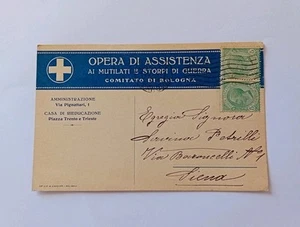 OPERA DI ASSISTENZA
AI MUTILATI E STORPI DI GUERRA
COMITATO DI BOLOGNA
AMMINISTRAZIONE
Via Pignattari, 1
CASA DI RIEDUCAZIONE
Piazza Trento e Trieste
Egregia Signora
Petrilli
Via Baroncelli N°
Siena